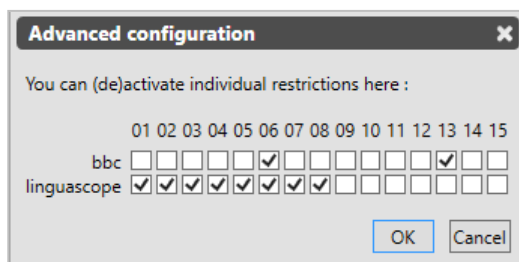 Advanced configuration
You can (de)activate individual restrictions here :
01 02 03 04 05 06 07 08 09 10 11 12 13 14 15
bbc
linguascope
OK Cancel